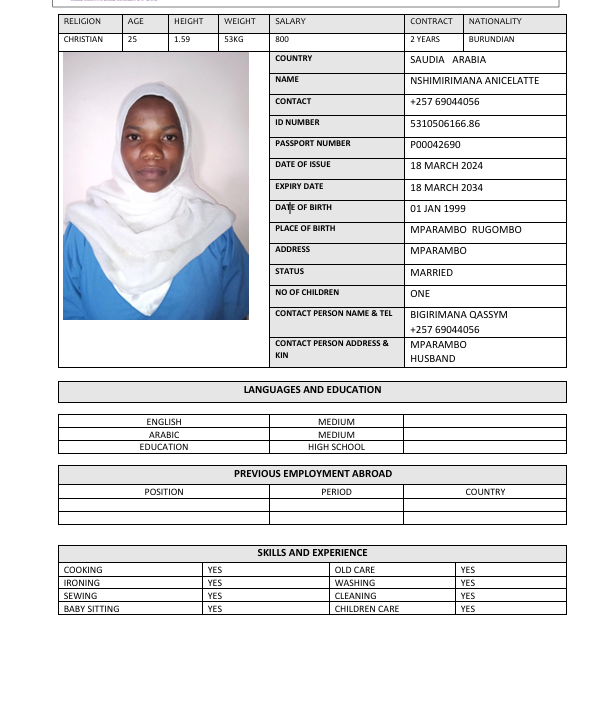 RELIGION AGE HEIGHT WEIGHT SALARY CONTRACT NATIONALITY
CHRISTIAN 25 1.59 53KG 800 2 YEARS BURUNDIAN
COUNTRY SAUDIA ARABIA
NAME NSHIMIRIMANA ANICELATTE
CONTACT +257 69044056
ID NUMBER 5310506166.86
PASSPORT NUMBER P00042690
DATE OF ISSUE 18 MARCH 2024
EXPIRY DATE 18 MARCH 2034
DATE OF BIRTH 01 JAN 1999
PLACE OF BIRTH MPARAMBO RUGOMBO
ADDRESS MPARAMBO
STATUS MARRIED
NO OF CHILDREN ONE
CONTACT PERSON NAME & TEL BIGIRIMANA QASSYM
+257 69044056
CONTACT PERSON ADDRESS & MPARAMBO
KIN HUSBAND
LANGUAGES AND EDUCATION
ENGLISH MEDIUM
ARABIC MEDIUM
EDUCATION HIGH SCHOOL
PREVIOUS EMPLOYMENT ABROAD
POSITION PERIOD COUNTRY
SKILLS AND EXPERIENCE
COOKING YES OLD CARE YES
IRONING YES WASHING YES
SEWING YES CLEANING YES
BABY SITTING YES CHILDREN CARE YES